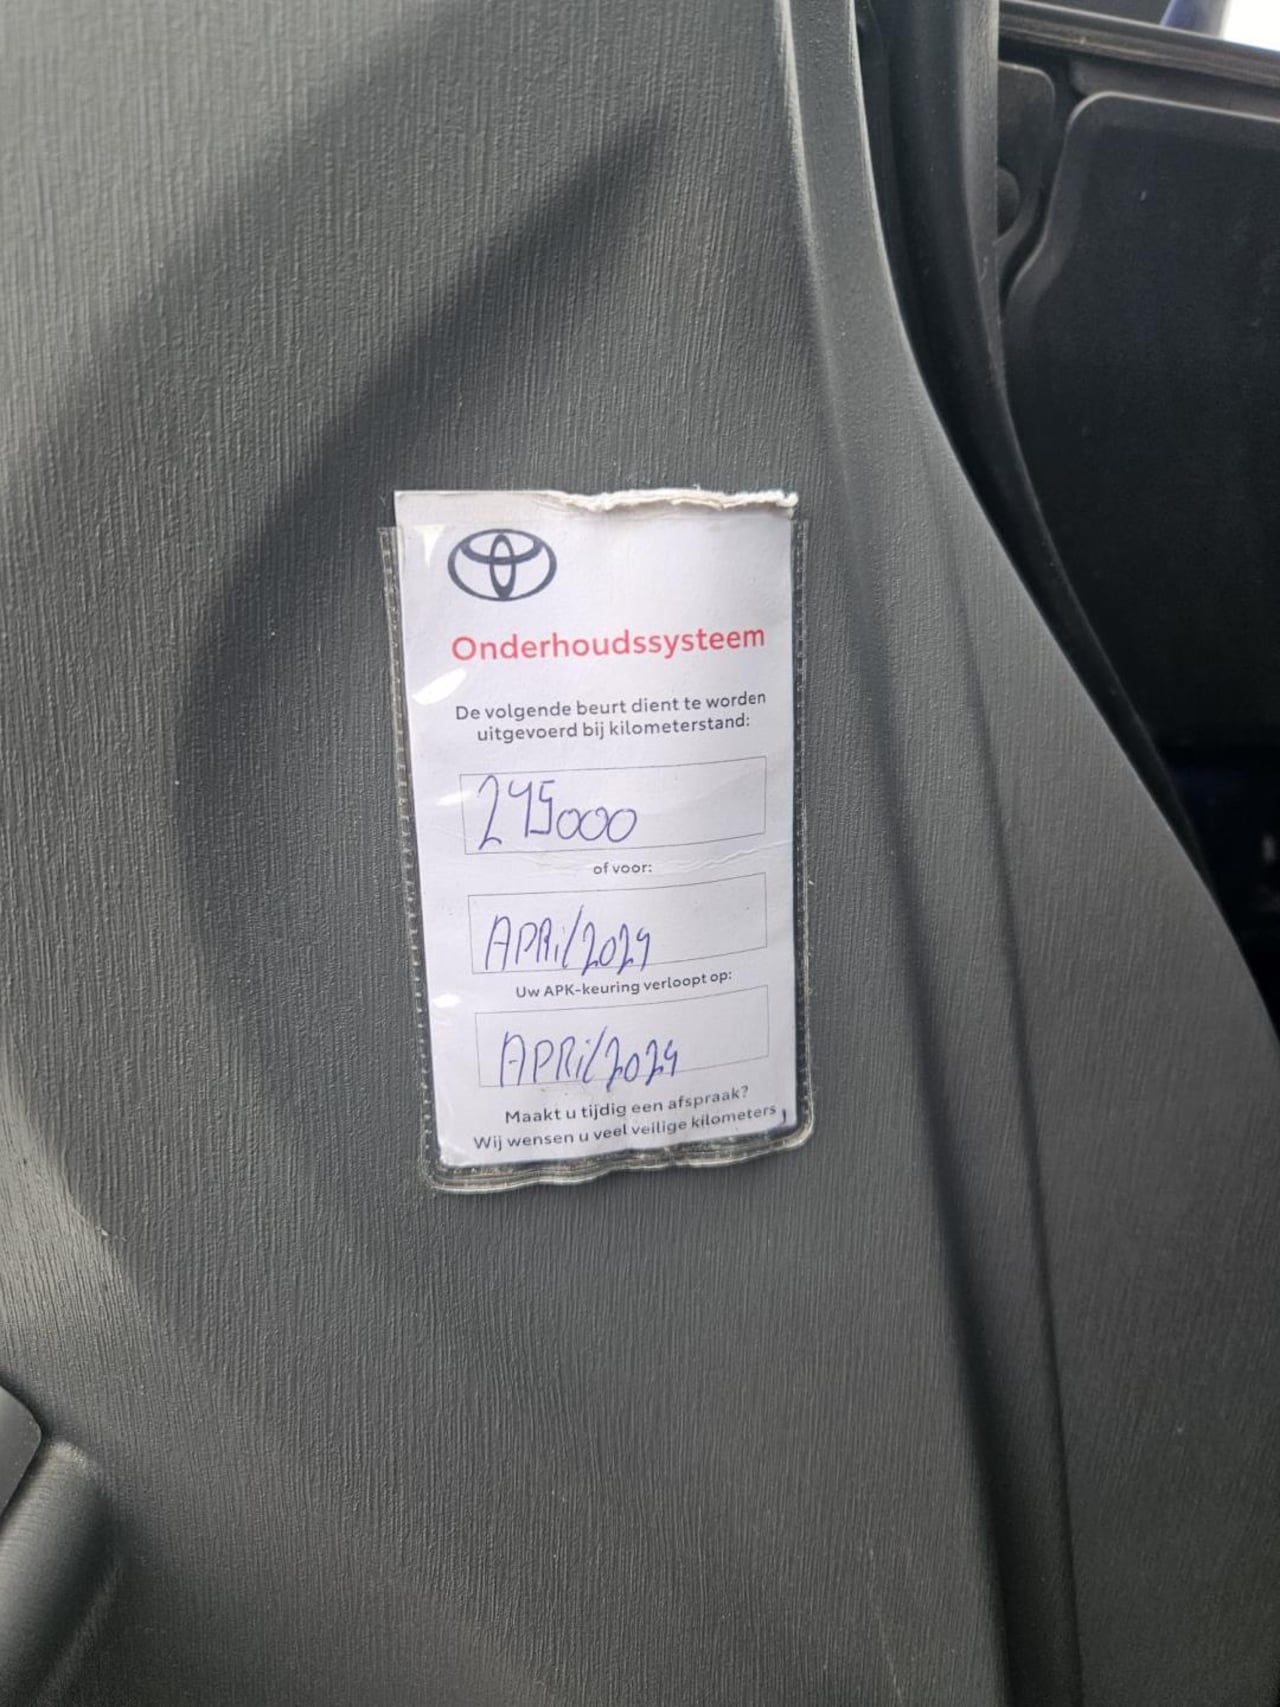 Onderhoudssysteem
De volgende beurt dient te worden
uitgevoerd bij kilometerstand:
245000
of voor:
APRil/2024
Uw APK-keuring verloopt op:
APRil/2024
Maakt u tijdig een afspraak?
Wij wensen u veel veilige kilometers